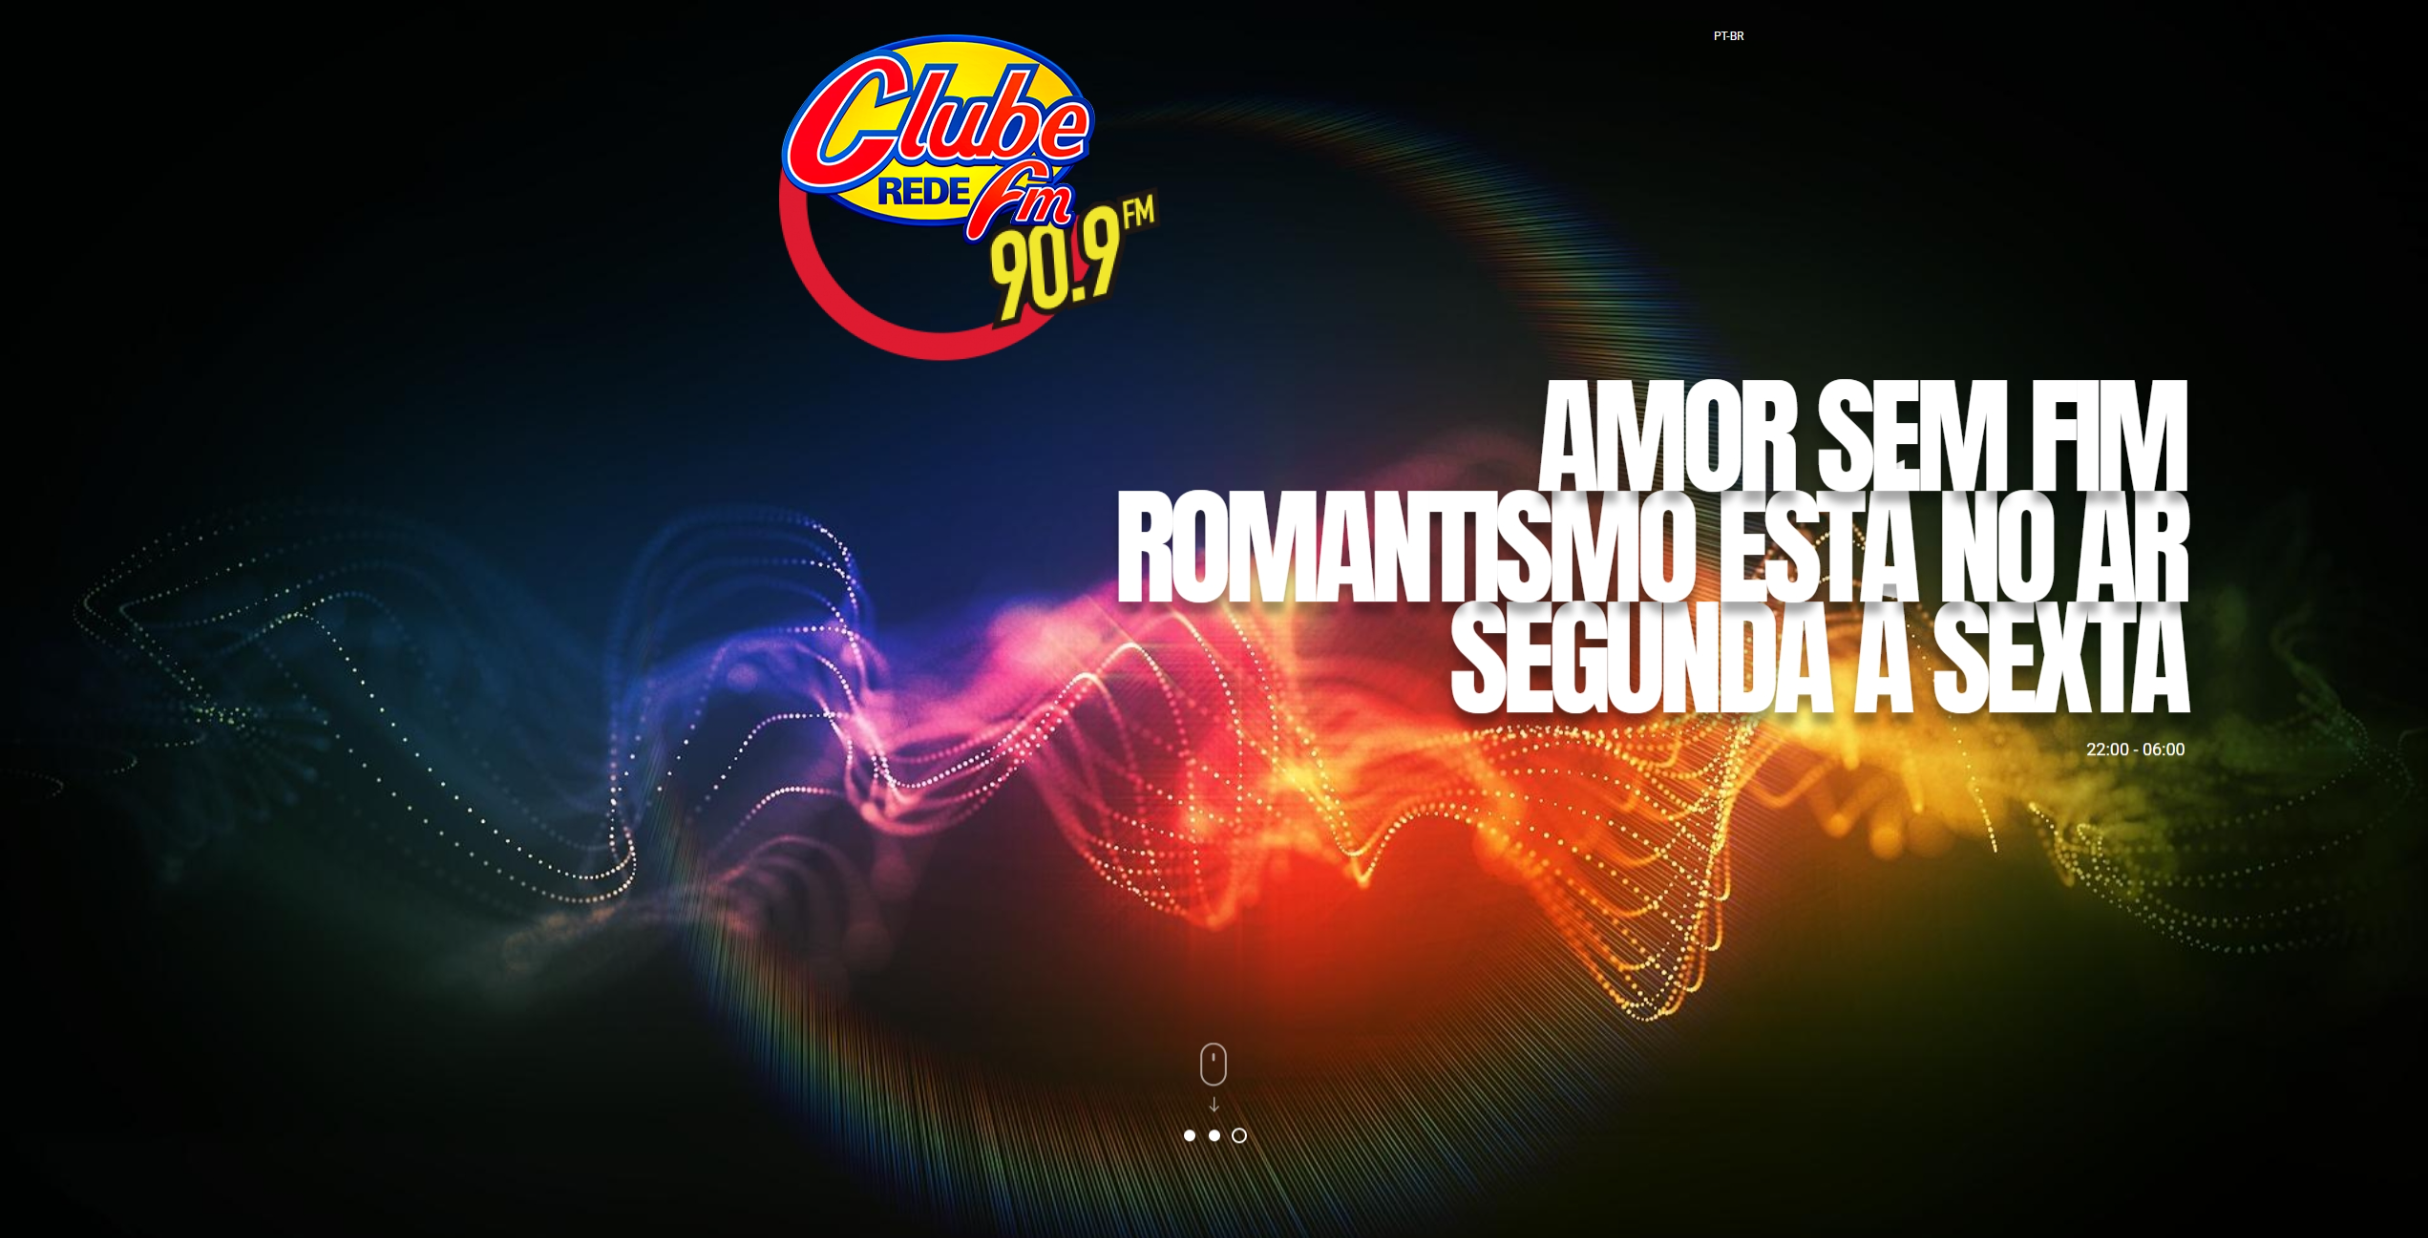 PT-BR
Clube
REDE fm
90.9 FM
AMOR SEM FIM
ROMANTISMO ESTÁ NO AR
SEGUNDA A SEXTA
22:00 - 06:00